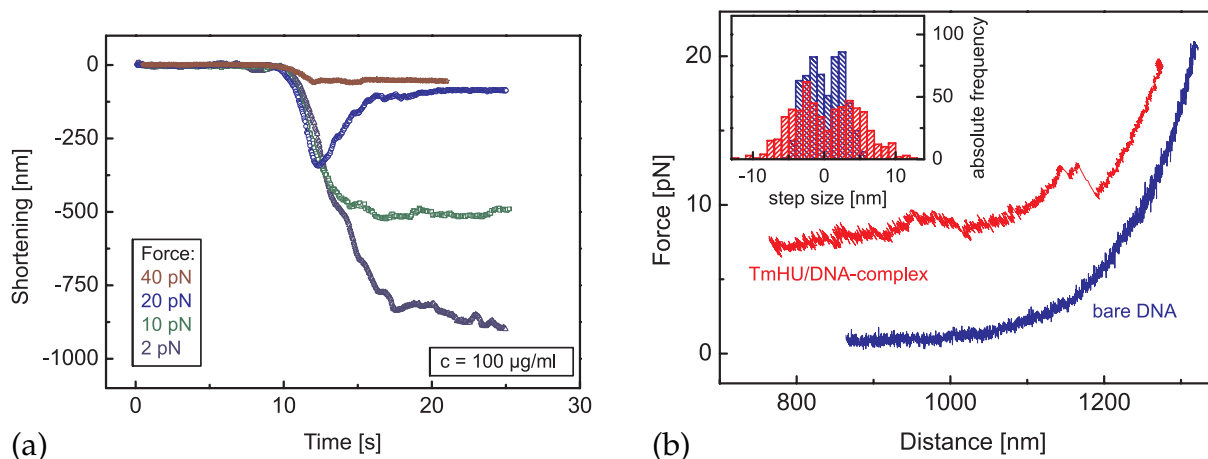 0
-250
-500
-750
-1000
Shortening [nm]
Force:
40 pN
20 pN
10 pN
2 pN
c = 100 µg/ml
0
10
20
30
Time [s]
(a)
20
10
0
Force [pN]
100
50
0
absolute frequency
-10
0
10
step size [nm]
TmHU/DNA-complex
bare DNA
800
1000
1200
Distance [nm]
(b)